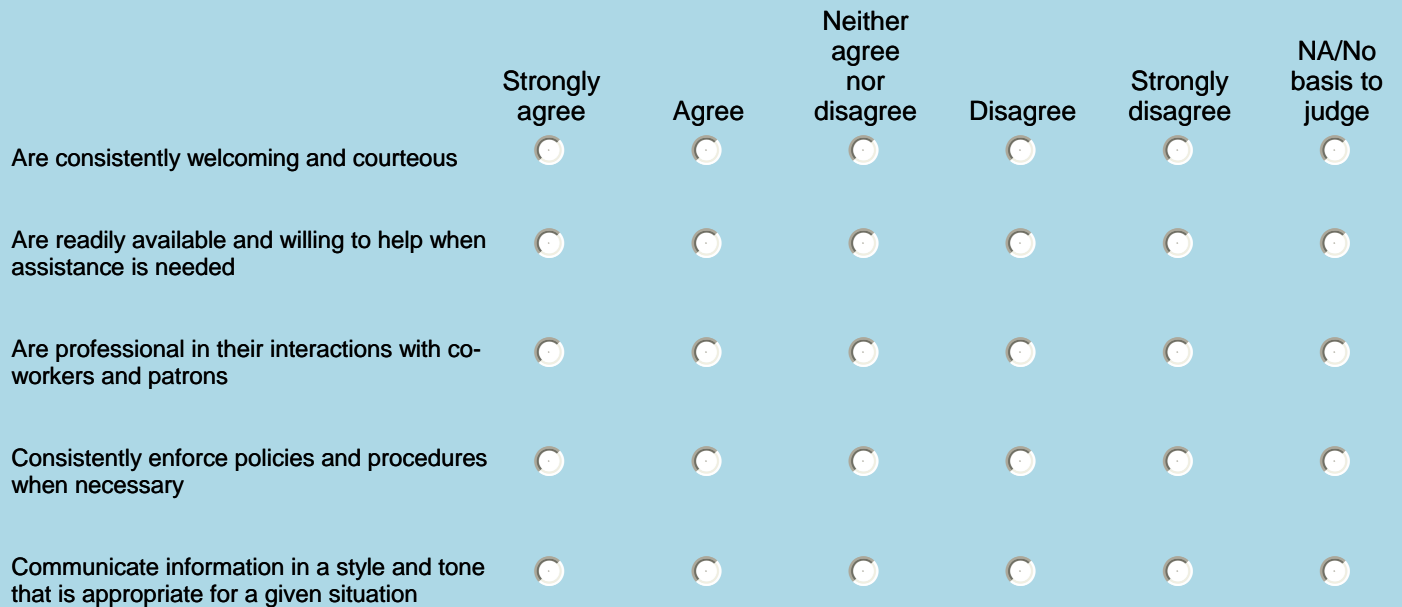 Strongly
agree
Agree
Neither
agree
nor
disagree
Disagree
Strongly
disagree
NA/No
basis to
judge
Are consistently welcoming and courteous
Are readily available and willing to help when
assistance is needed
Are professional in their interactions with co-
workers and patrons
Consistently enforce policies and procedures
when necessary
Communicate information in a style and tone
that is appropriate for a given situation